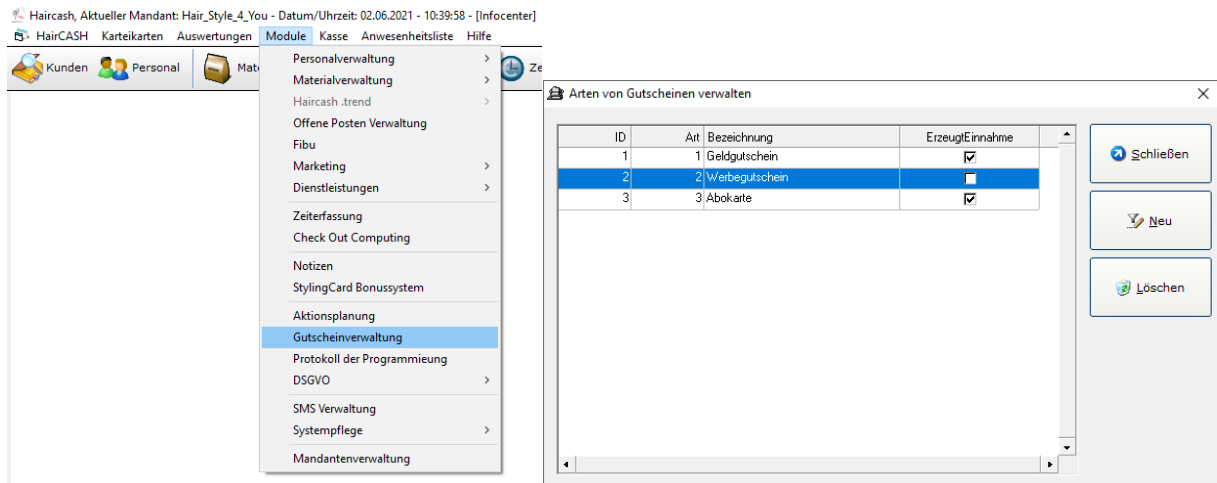 Haircash, Aktueller Mandant: Hair_Style_4_You - Datum/Uhrzeit: 02.06.2021 - 10:39:58 - [Infocenter]
HairCASH Karteikarten Auswertungen Module Kasse Anwesenheitsliste Hilfe
Kunden Personal Mate Ze
Personalverwaltung
Materialverwaltung
Haircash .trend
Offene Posten Verwaltung
Fibu
Marketing
Dienstleistungen
Zeiterfassung
Check Out Computing
Notizen
StylingCard Bonussystem
Aktionsplanung
Gutscheinverwaltung
Protokoll der Programmieung
DSGVO
SMS Verwaltung
Systempflege
Mandantenverwaltung
Arten von Gutscheinen verwalten
ID Art Bezeichnung ErzeugtEinnahme
1 1 Geldgutschein
2 2 Werbegutschein
3 3 Abokarte
Schließen
Neu
Löschen